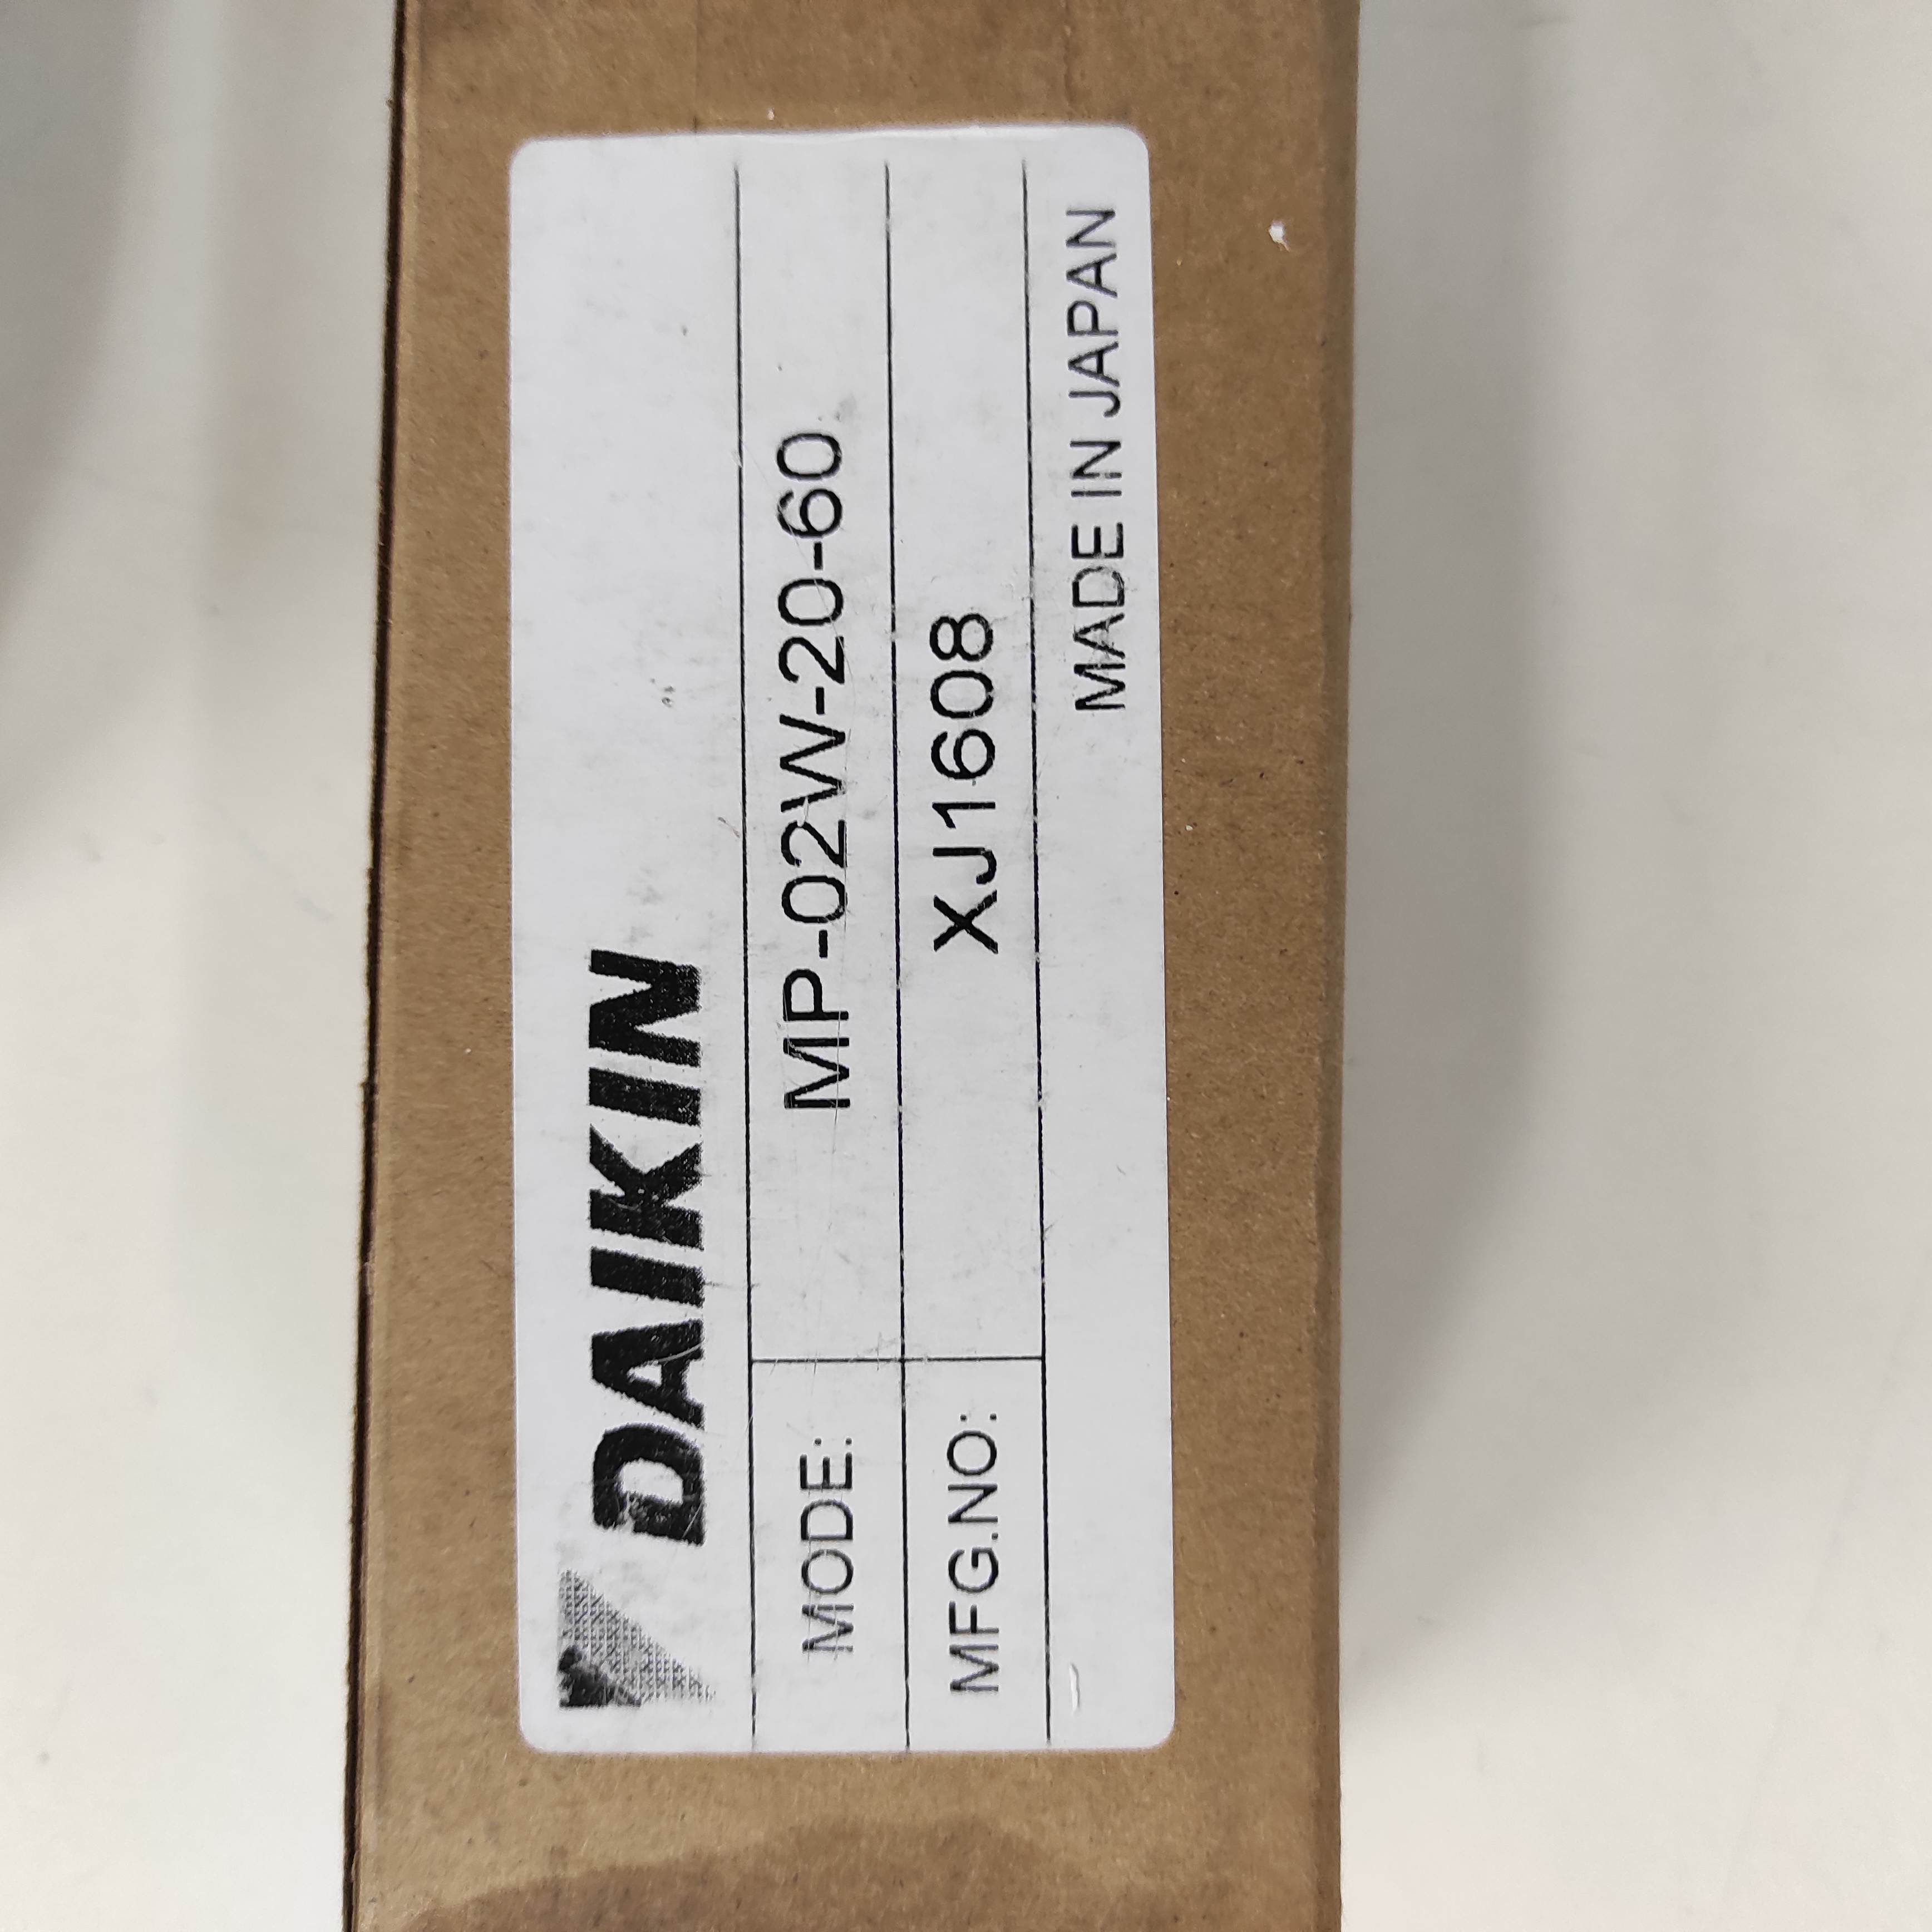 DAIKIN
MODE: MP-02W-20-60
MFG.NO: XJ1608
MADE IN JAPAN